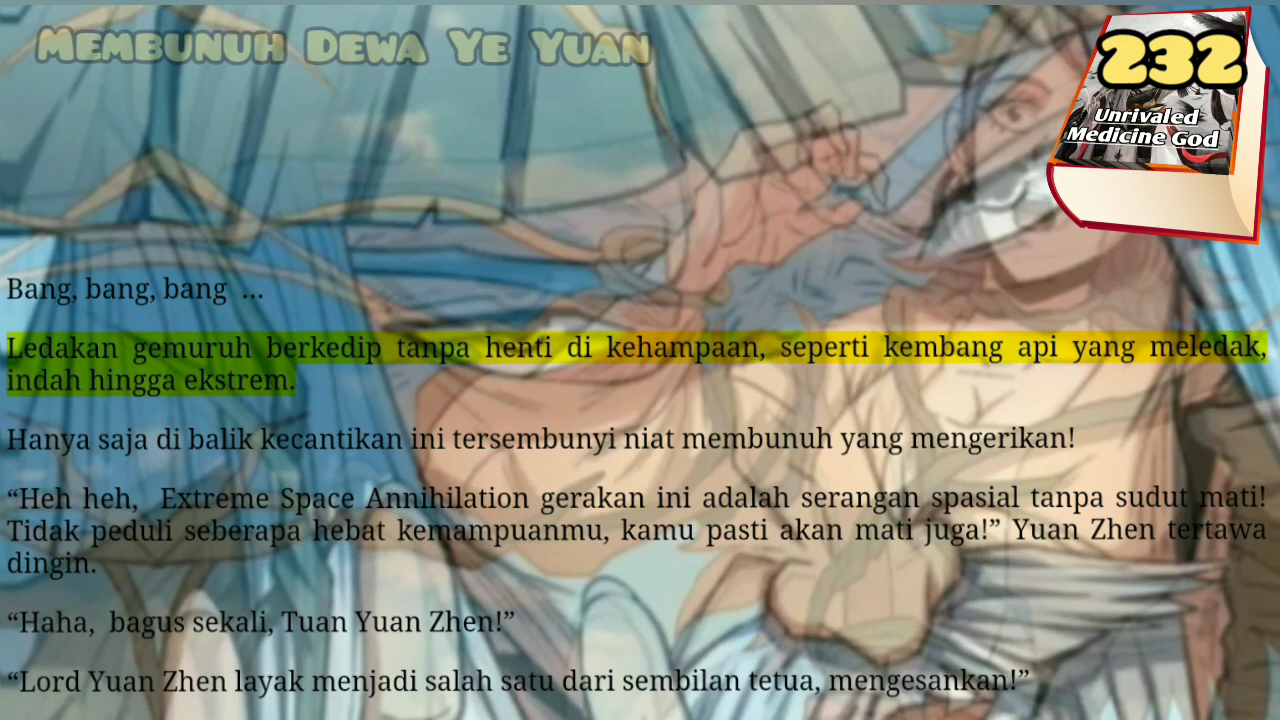 Membunuh Dewa Ye Yuan
232
Unrivaled
Medicine God
Bang, bang, bang ...
Ledakan gemuruh berkedip tanpa henti di kehampaan, seperti kembang api yang meledak,
indah hingga ekstrem.
Hanya saja di balik kecantikan ini tersembunyi niat membunuh yang mengerikan!
“Heh heh, Extreme Space Annihilation gerakan ini adalah serangan spasial tanpa sudut mati!
Tidak peduli seberapa hebat kemampuanmu, kamu pasti akan mati juga!” Yuan Zhen tertawa
dingin.
“Haha, bagus sekali, Tuan Yuan Zhen!”
“Lord Yuan Zhen layak menjadi salah satu dari sembilan tetua, mengesankan!”